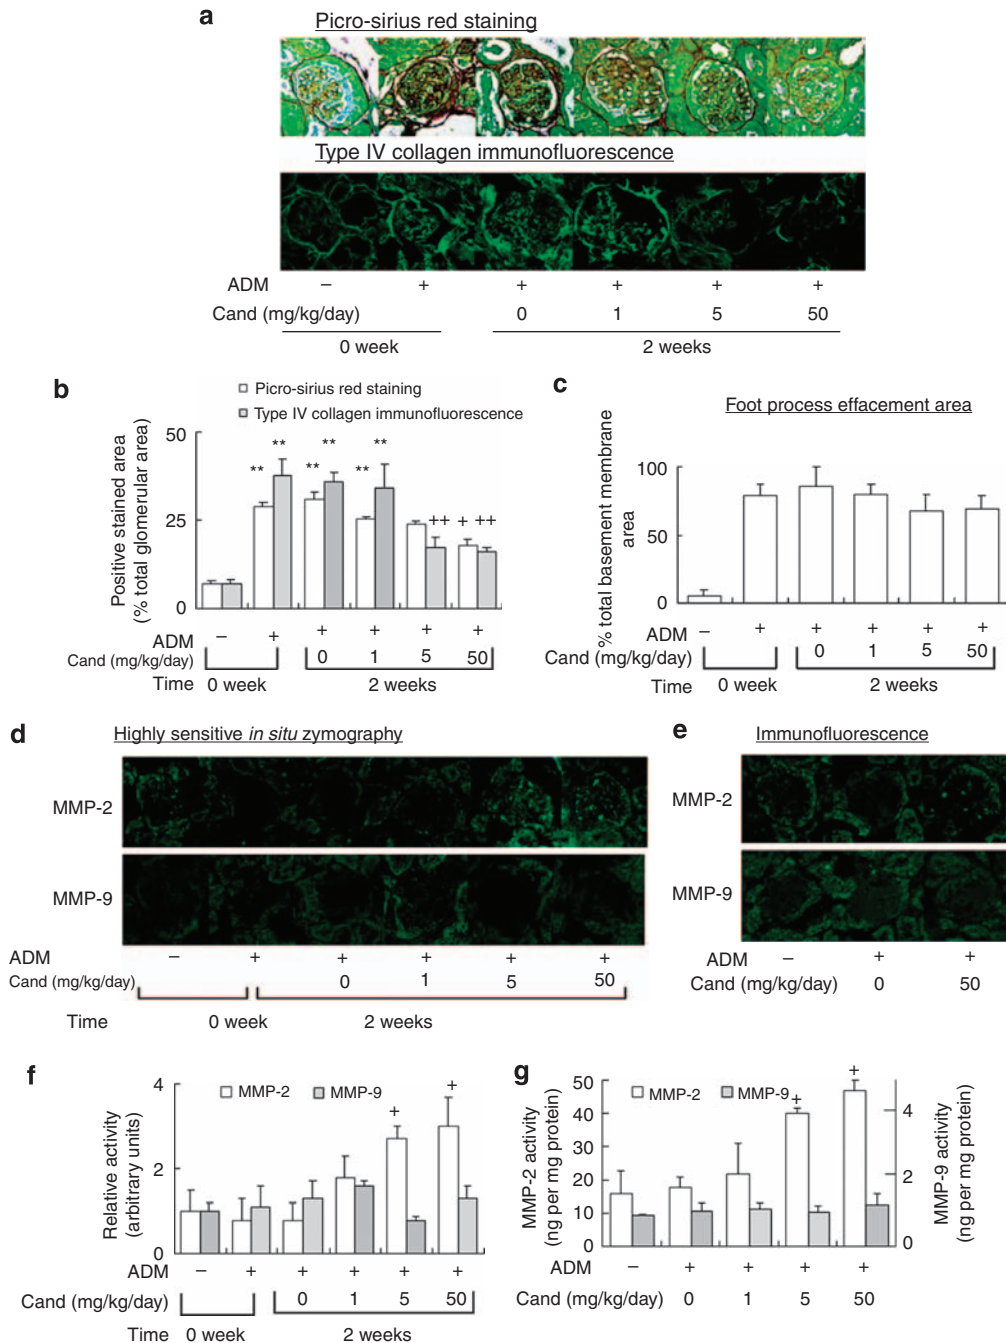 a
Picro-sirius red staining
Type IV collagen immunofluorescence
ADM – + + + + +
Cand (mg/kg/day) 0 1 5 50
0 week 2 weeks
b
Picro-sirius red staining
Type IV collagen immunofluorescence
Positive stained area
(% total glomerular area)
50
25
0
** ** ** ** ** ** ++ + ++
ADM – + + + + +
Cand (mg/kg/day) 0 1 5 50
Time 0 week 2 weeks
c
Foot process effacement area
% total basement membrane
area
100
50
0
ADM – + + + + +
Cand (mg/kg/day) 0 1 5 50
Time 0 week 2 weeks
d
Highly sensitive in situ zymography
MMP-2
MMP-9
ADM – + + + + +
Cand (mg/kg/day) 0 1 5 50
Time 0 week 2 weeks
e
Immunofluorescence
MMP-2
MMP-9
ADM – + +
Cand (mg/kg/day) 0 50
f
MMP-2 MMP-9
Relative activity
(arbitrary units)
4
2
0
+ +
ADM – + + + + +
Cand (mg/kg/day) 0 1 5 50
Time 0 week 2 weeks
g
MMP-2 MMP-9
MMP-2 activity
(ng per mg protein)
50
40
30
20
10
0
+ +
4
2
1
0
MMP-9 activity
(ng per mg protein)
ADM – + + + +
Cand (mg/kg/day) 0 1 5 50